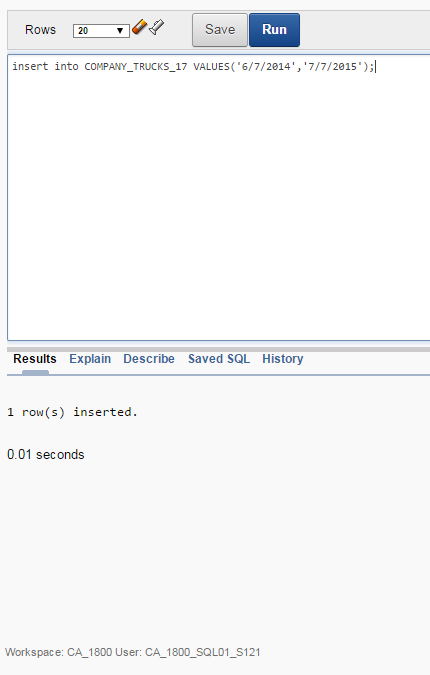 Rows 20 Save Run
insert into COMPANY_TRUCKS_17 VALUES('6/7/2014','7/7/2015');
Results Explain Describe Saved SQL History
1 row(s) inserted.
0.01 seconds
Workspace: CA_1800 User: CA_1800_SQL01_S121